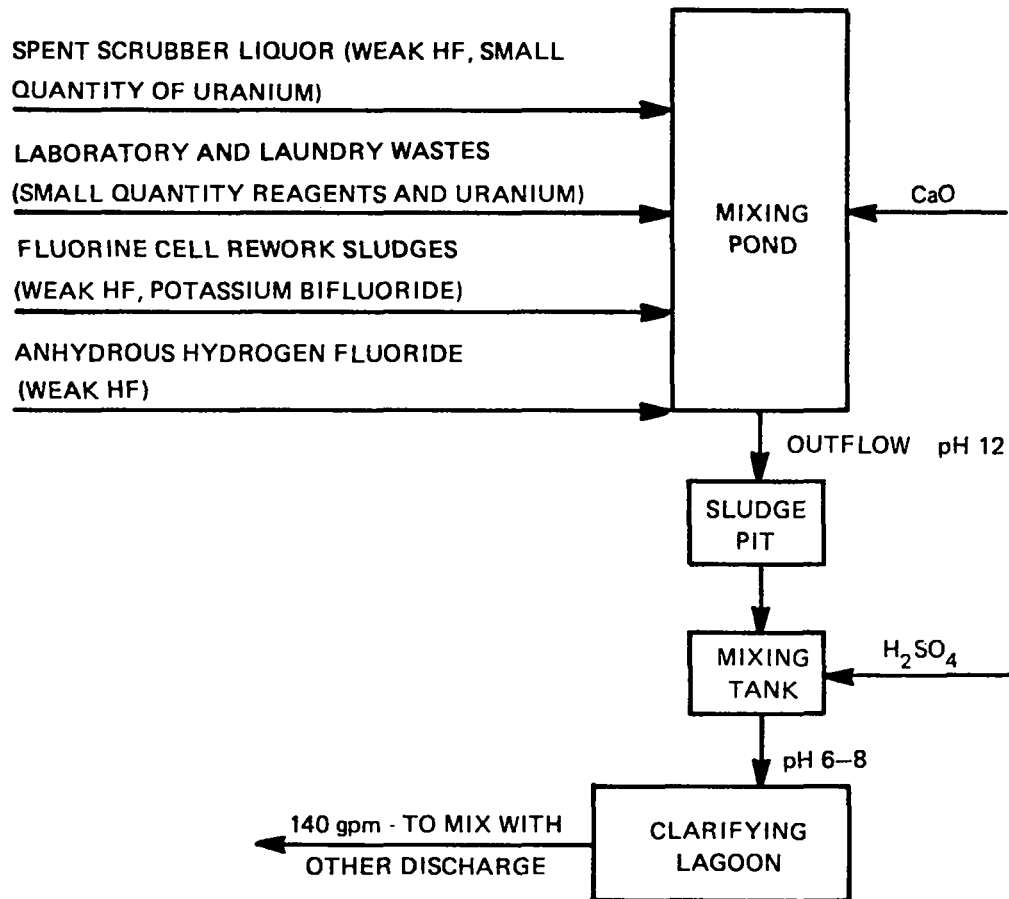 SPENT SCRUBBER LIQUOR (WEAK HF, SMALL
QUANTITY OF URANIUM)
LABORATORY AND LAUNDRY WASTES
(SMALL QUANTITY REAGENTS AND URANIUM)
FLUORINE CELL REWORK SLUDGES
(WEAK HF, POTASSIUM BIFLUORIDE)
ANHYDROUS HYDROGEN FLUORIDE
(WEAK HF)
MIXING
POND
CaO
OUTFLOW pH 12
SLUDGE
PIT
MIXING
TANK
H₂SO₄
pH 6–8
CLARIFYING
LAGOON
140 gpm - TO MIX WITH
OTHER DISCHARGE